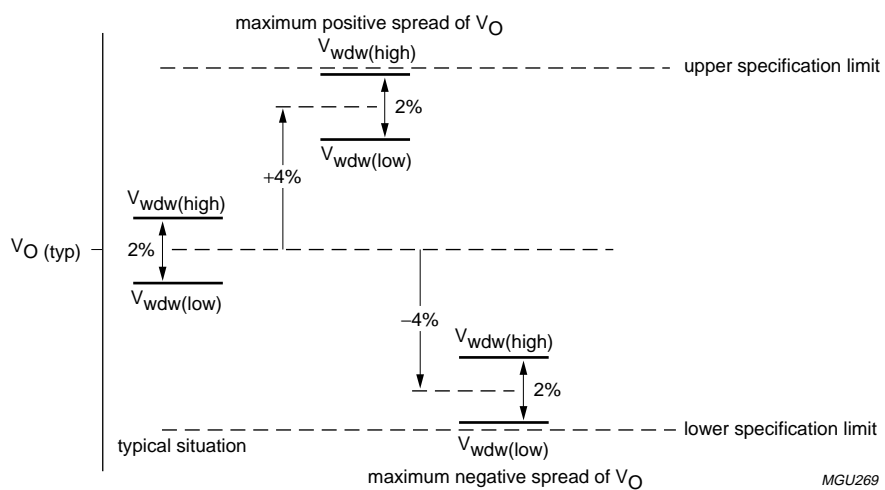 maximum positive spread of VO
Vwdw(high)
upper specification limit
2%
Vwdw(low)
+4%
Vwdw(high)
VO (typ)
2%
Vwdw(low)
−4%
Vwdw(high)
2%
lower specification limit
typical situation
Vwdw(low)
maximum negative spread of VO
MGU269